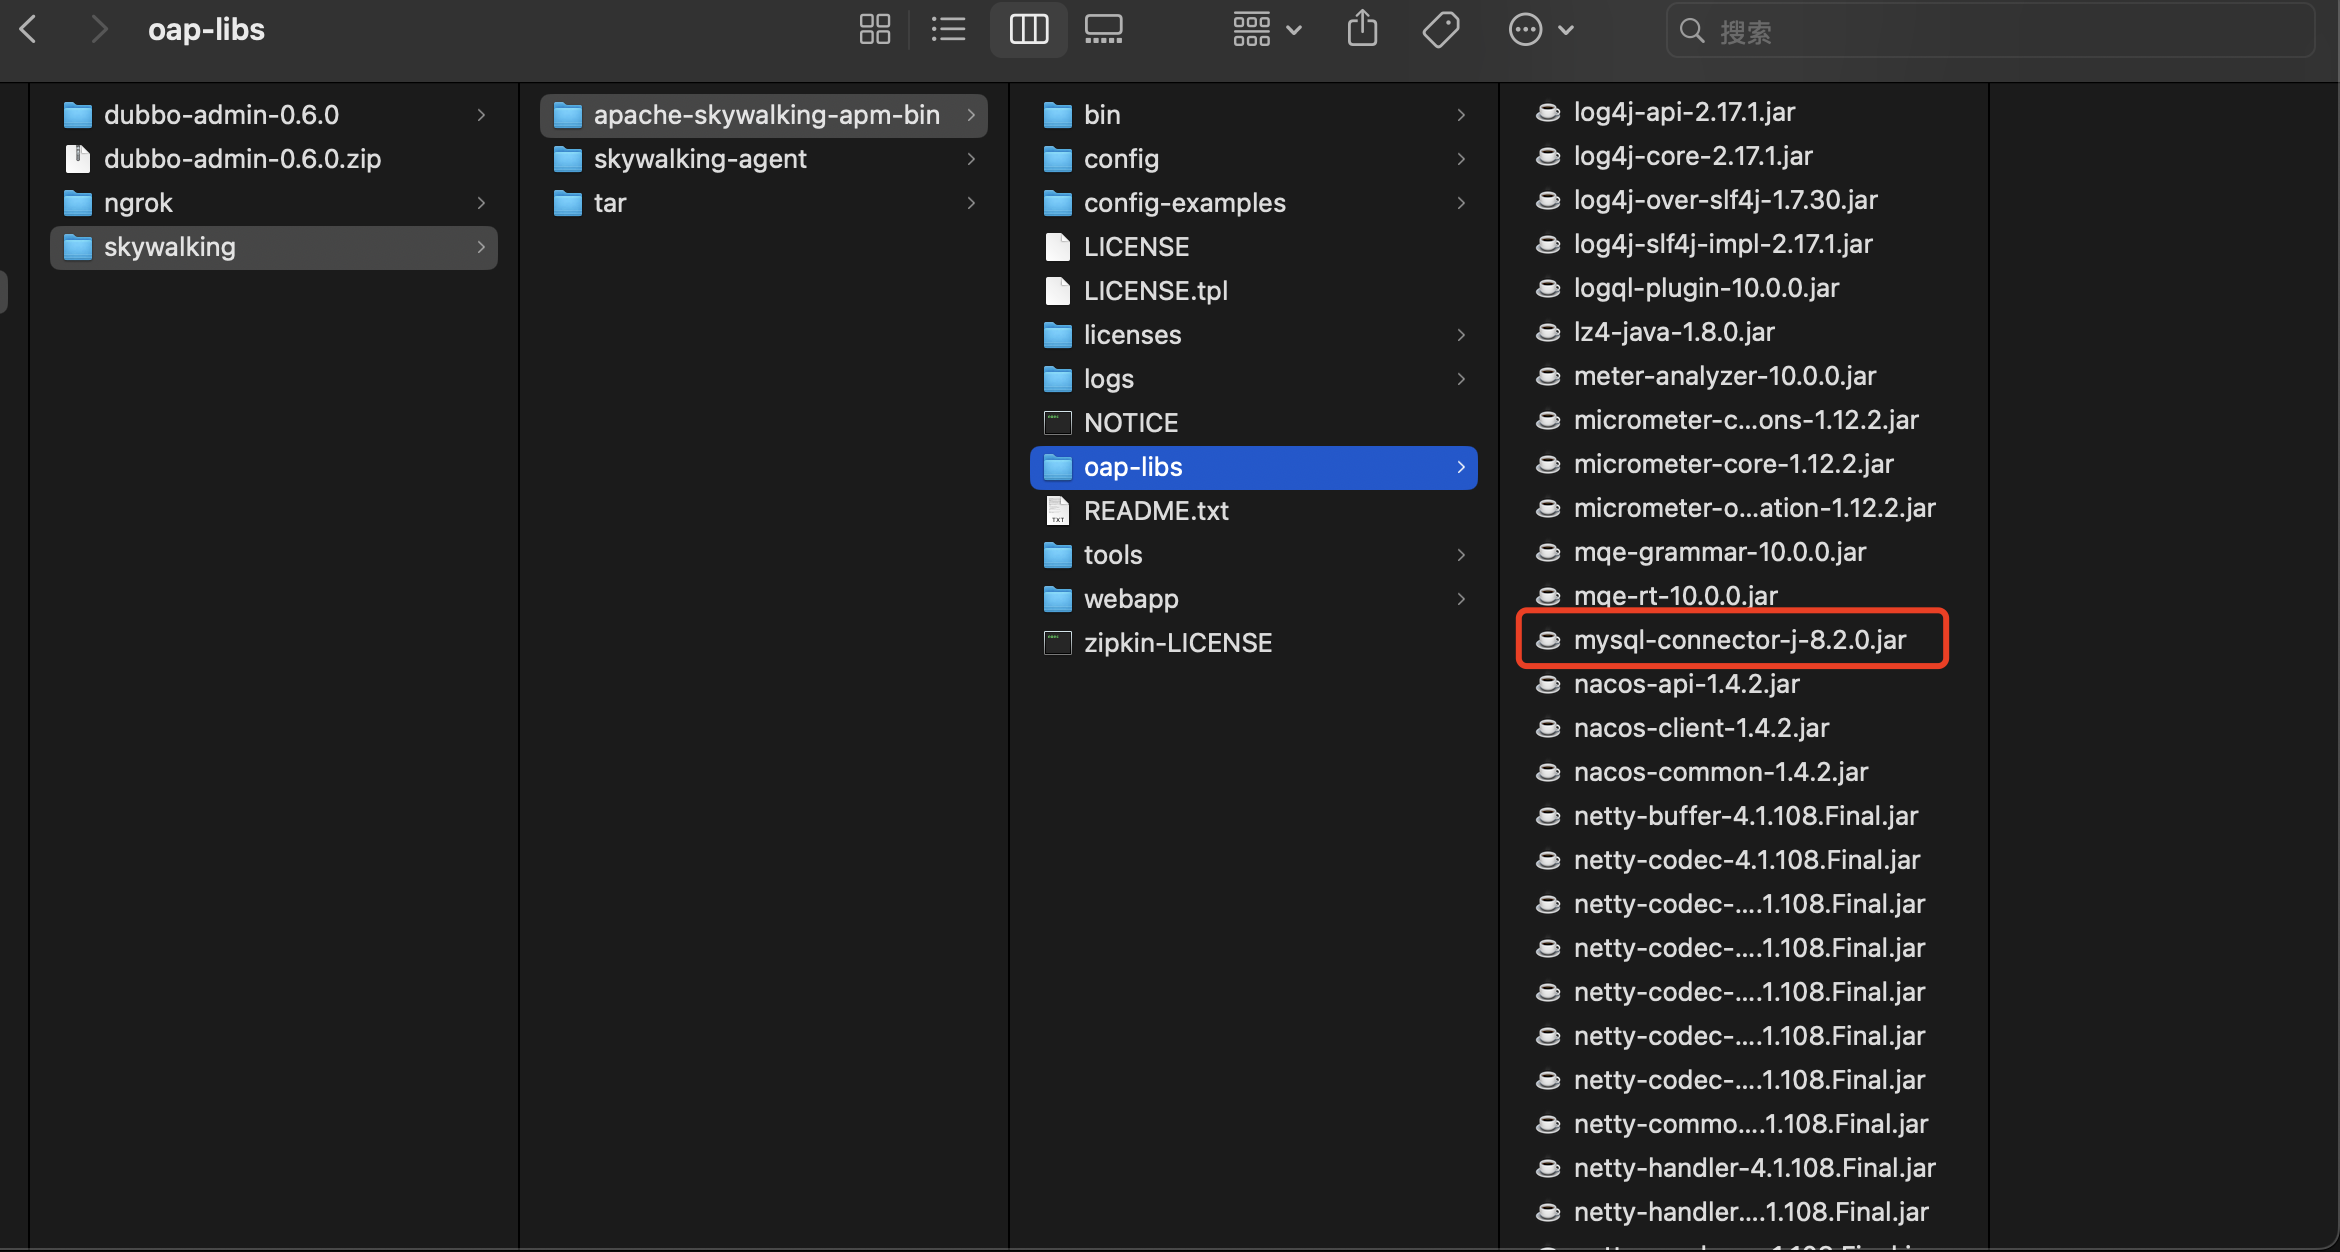 oap-libs
搜索
dubbo-admin-0.6.0
dubbo-admin-0.6.0.zip
ngrok
skywalking
apache-skywalking-apm-bin
skywalking-agent
tar
bin
config
config-examples
LICENSE
LICENSE.tpl
licenses
logs
NOTICE
oap-libs
README.txt
tools
webapp
zipkin-LICENSE
log4j-api-2.17.1.jar
log4j-core-2.17.1.jar
log4j-over-slf4j-1.7.30.jar
log4j-slf4j-impl-2.17.1.jar
logql-plugin-10.0.0.jar
lz4-java-1.8.0.jar
meter-analyzer-10.0.0.jar
micrometer-c...ons-1.12.2.jar
micrometer-core-1.12.2.jar
micrometer-o...ation-1.12.2.jar
mqe-grammar-10.0.0.jar
mqe-rt-10.0.0.jar
mysql-connector-j-8.2.0.jar
nacos-api-1.4.2.jar
nacos-client-1.4.2.jar
nacos-common-1.4.2.jar
netty-buffer-4.1.108.Final.jar
netty-codec-4.1.108.Final.jar
netty-codec-....1.108.Final.jar
netty-codec-....1.108.Final.jar
netty-codec-....1.108.Final.jar
netty-codec-....1.108.Final.jar
netty-codec-....1.108.Final.jar
netty-commo....1.108.Final.jar
netty-handler-4.1.108.Final.jar
netty-handler....1.108.Final.jar